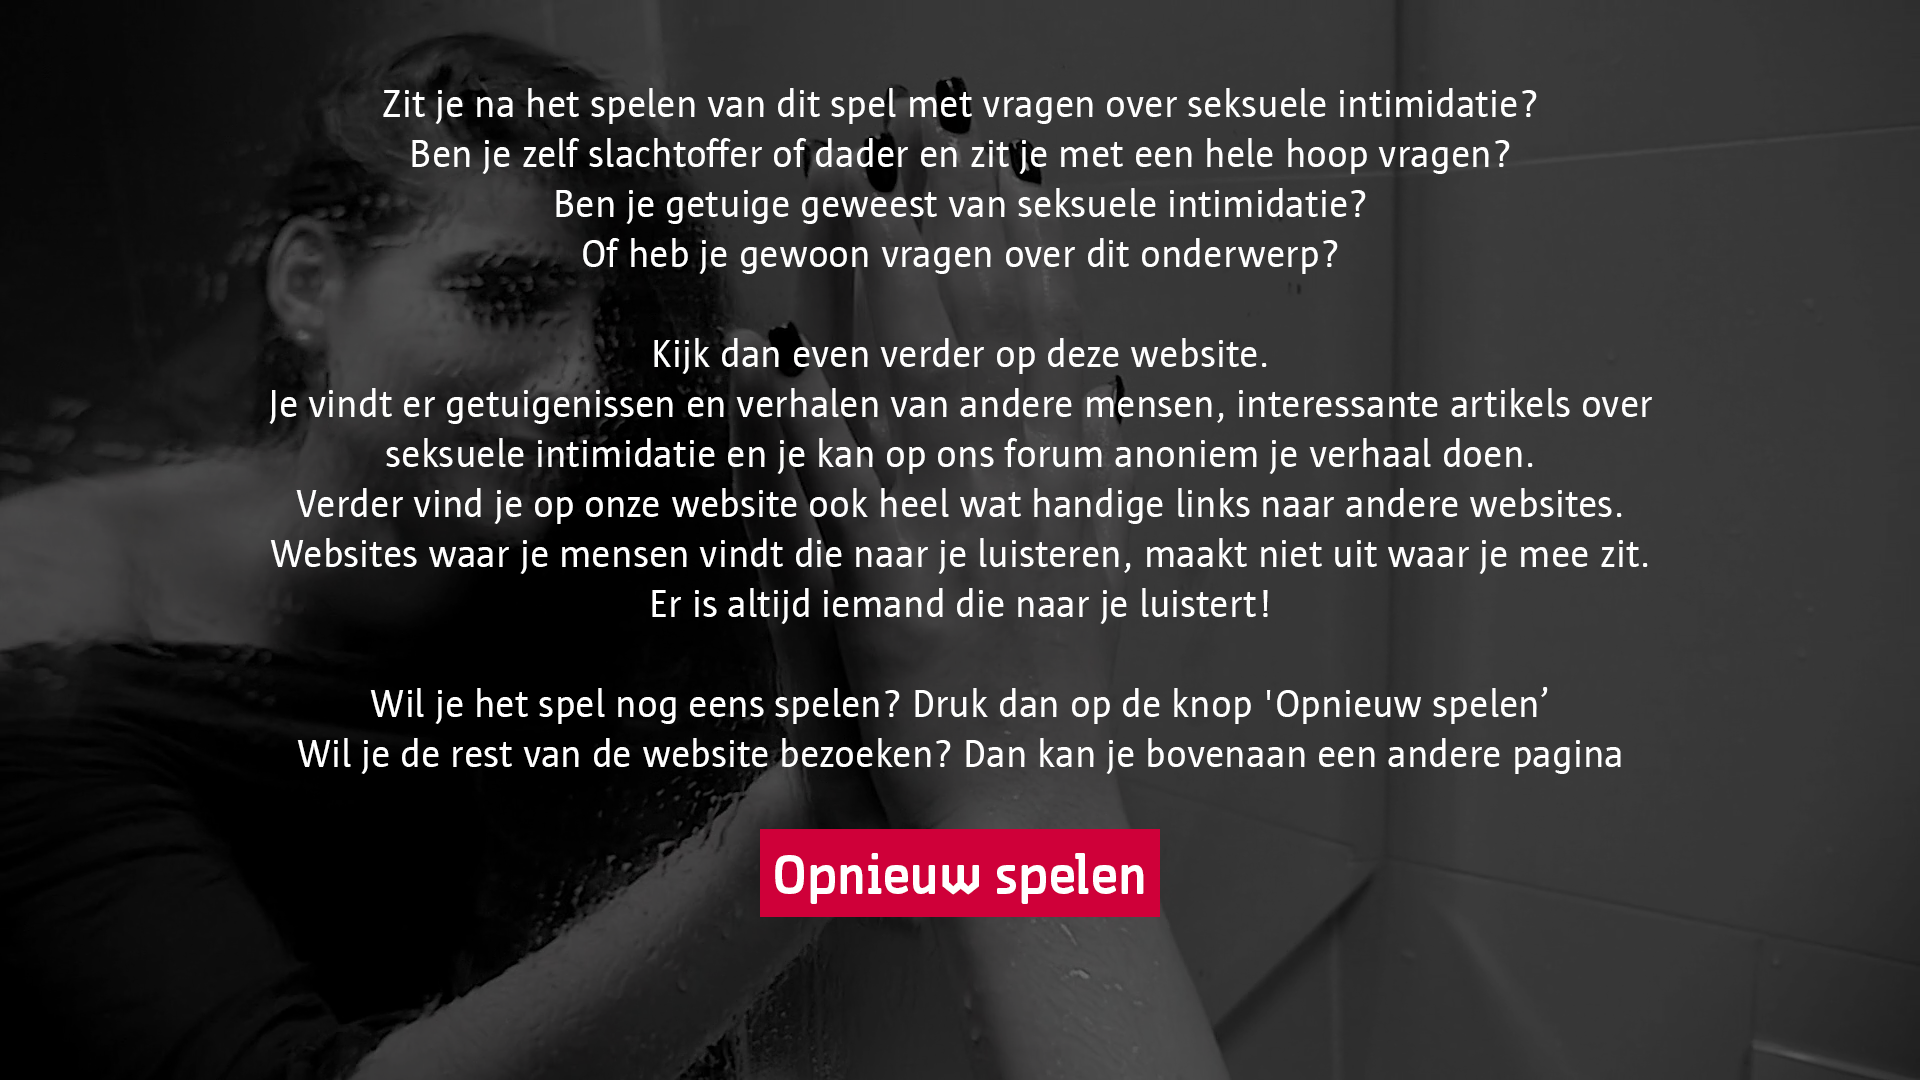 Zit je na het spelen van dit spel met vragen over seksuele intimidatie?
Ben je zelf slachtoffer of dader en zit je met een hele hoop vragen?
Ben je getuige geweest van seksuele intimidatie?
Of heb je gewoon vragen over dit onderwerp?
Kijk dan even verder op deze website.
Je vindt er getuigenissen en verhalen van andere mensen, interessante artikels over
seksuele intimidatie en je kan op ons forum anoniem je verhaal doen.
Verder vind je op onze website ook heel wat handige links naar andere websites.
Websites waar je mensen vindt die naar je luisteren, maakt niet uit waar je mee zit.
Er is altijd iemand die naar je luistert!
Wil je het spel nog eens spelen? Druk dan op de knop 'Opnieuw spelen’
Wil je de rest van de website bezoeken? Dan kan je bovenaan een andere pagina
Opnieuw spelen